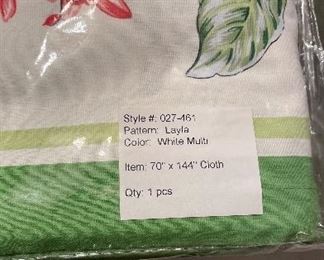 Style #: 027-461
Pattern: Layla
Color: White Multi
Item: 70" x 144" Cloth
Qty: 1 pcs